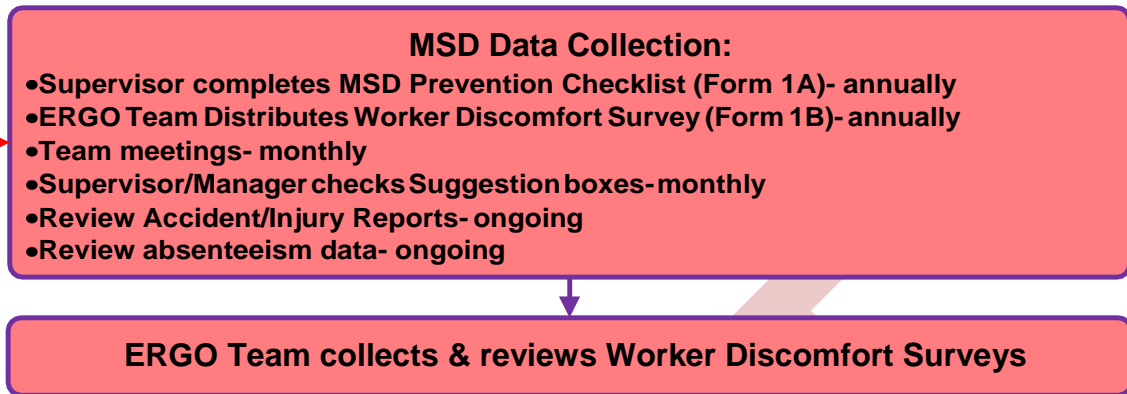 MSD Data Collection:
•Supervisor completes MSD Prevention Checklist (Form 1A)- annually
•ERGO Team Distributes Worker Discomfort Survey (Form 1B)- annually
•Team meetings- monthly
•Supervisor/Manager checks Suggestion boxes- monthly
•Review Accident/Injury Reports- ongoing
•Review absenteeism data- ongoing
ERGO Team collects & reviews Worker Discomfort Surveys